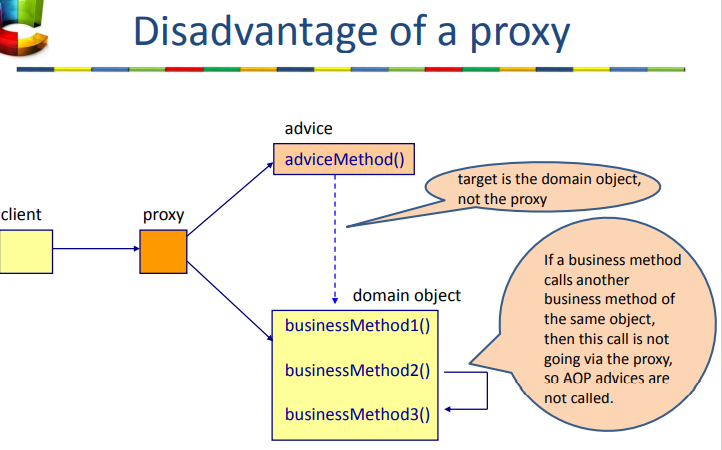 Disadvantage of a proxy
advice
adviceMethod()
target is the domain object,
not the proxy
client
proxy
domain object
businessMethod1()
businessMethod2()
businessMethod3()
If a business method
calls another
business method of
the same object,
then this call is not
going via the proxy,
so AOP advices are
not called.